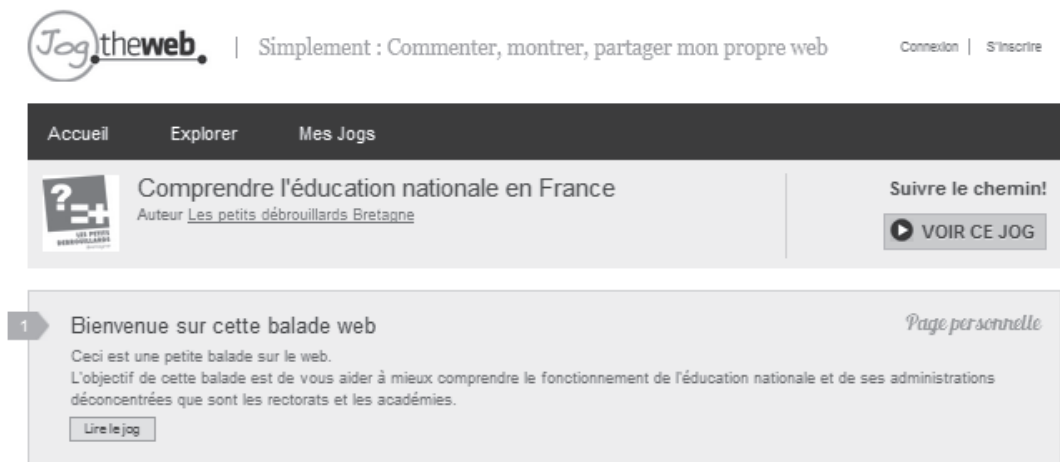 Jog theweb. | Simplement : Commenter, montrer, partager mon propre web Connexion | S'inscrire
Accueil Explorer Mes Jogs
Comprendre l'éducation nationale en France
Auteur Les petits débrouillards Bretagne
Suivre le chemin!
VOIR CE JOG
?=+
LES PETITS
DEBROUILLARDS
Bretagne
1
Bienvenue sur cette balade web
Page personnelle
Ceci est une petite balade sur le web.
L'objectif de cette balade est de vous aider à mieux comprendre le fonctionnement de l'éducation nationale et de ses administrations
déconcentrées que sont les rectorats et les académies.
Lire le jog